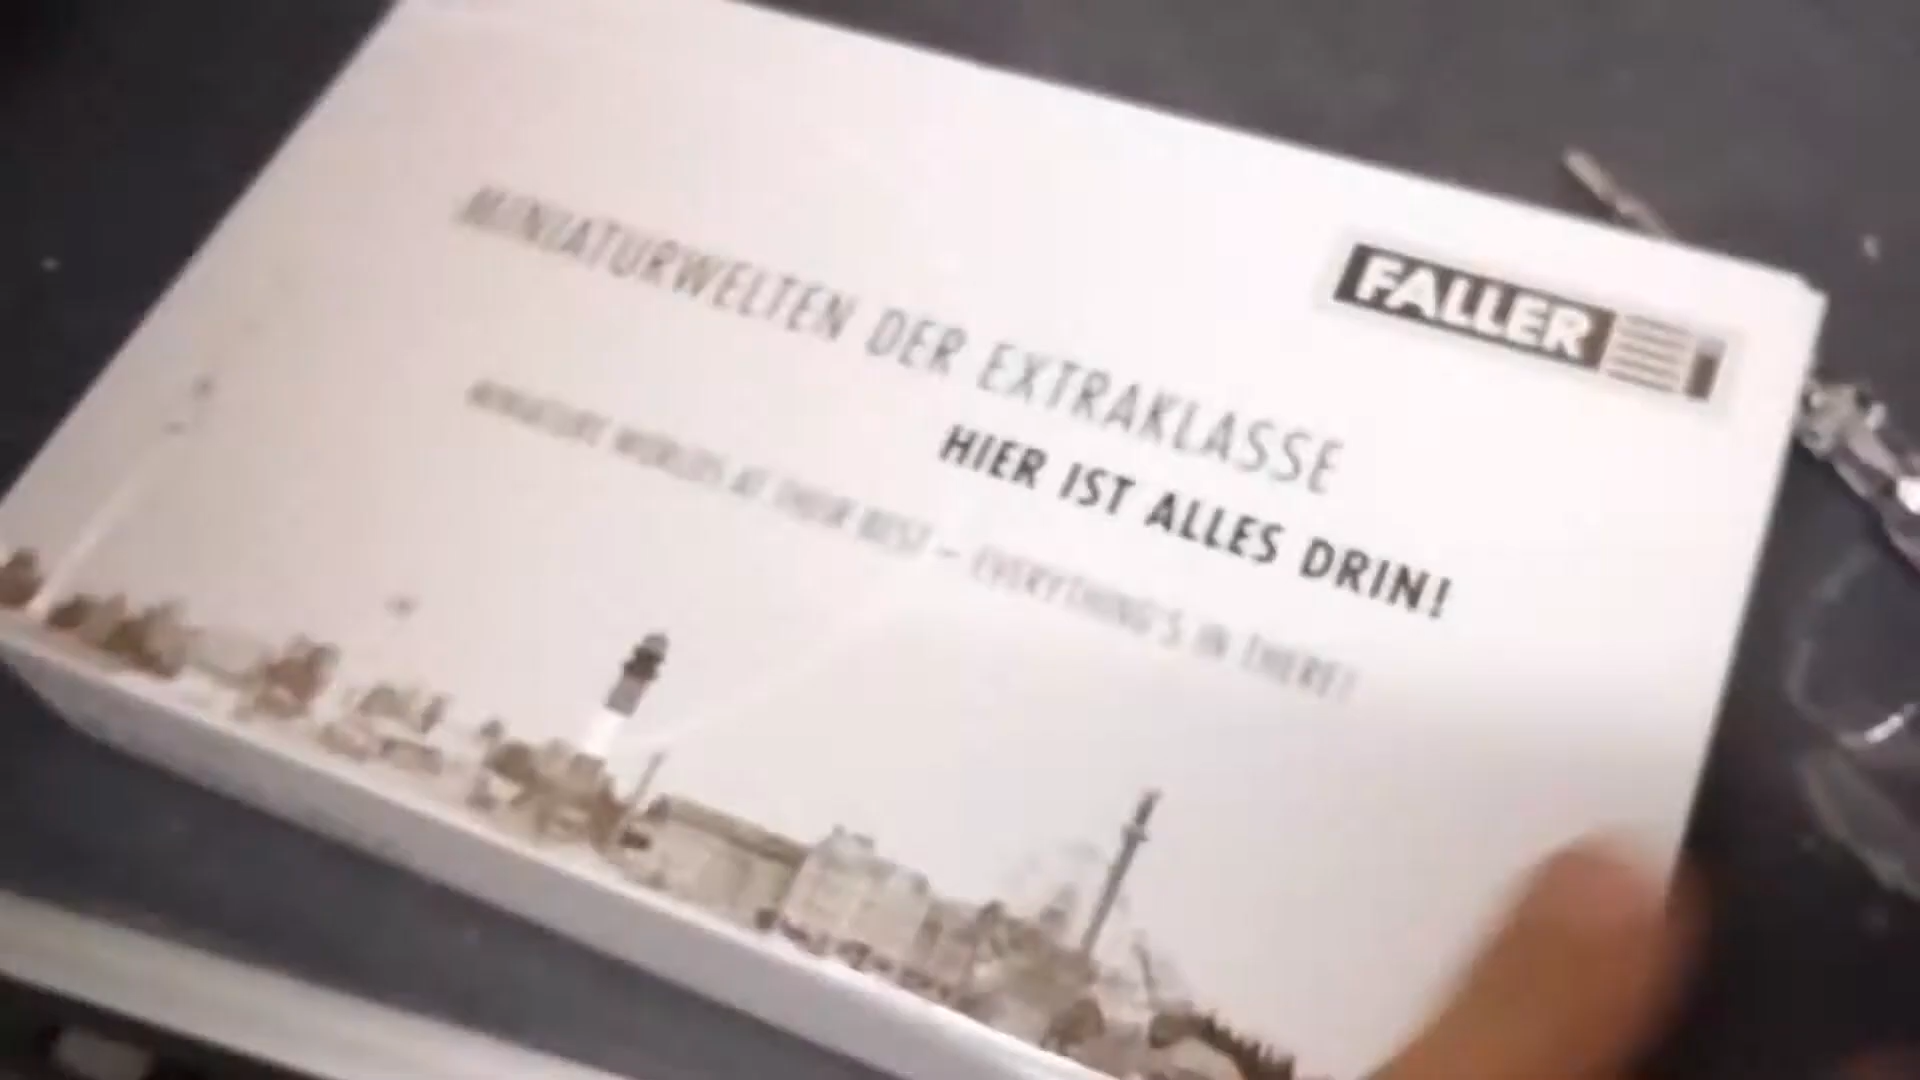 FALLER
MINIATURWELTEN DER EXTRAKLASSE
HIER IST ALLES DRIN!
MINIATURE WORLDS AT THEIR BEST – EVERYTHING'S IN THERE!